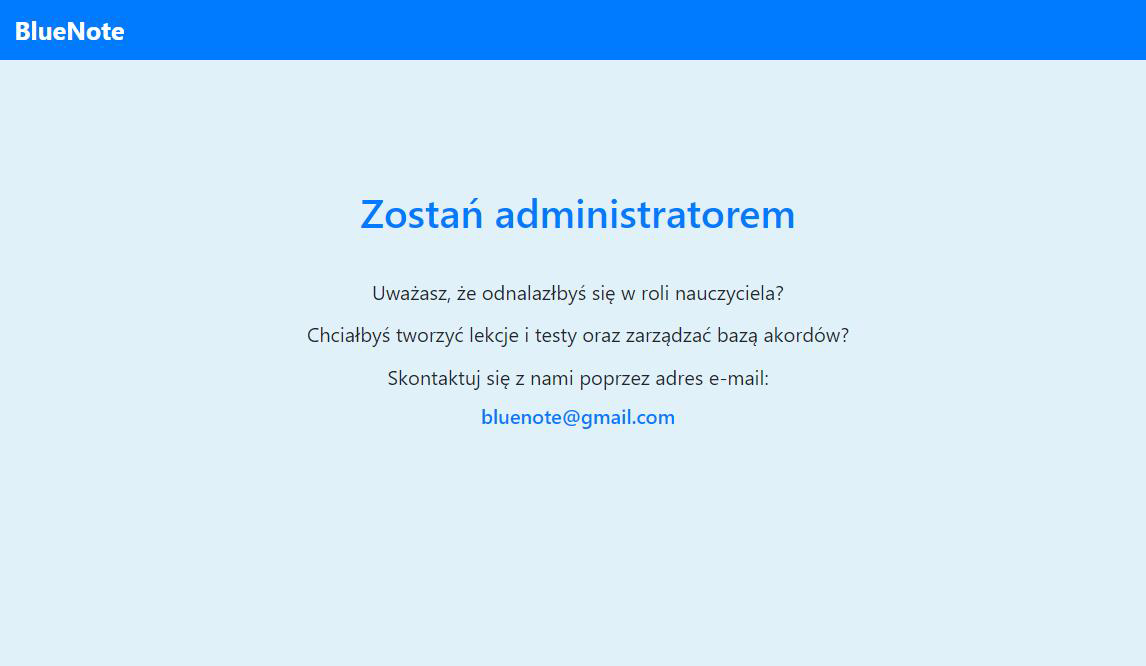 BlueNote
Zostań administratorem
Uważasz, że odnalazłbyś się w roli nauczyciela?
Chciałbyś tworzyć lekcje i testy oraz zarządzać bazą akordów?
Skontaktuj się z nami poprzez adres e-mail:
bluenote@gmail.com